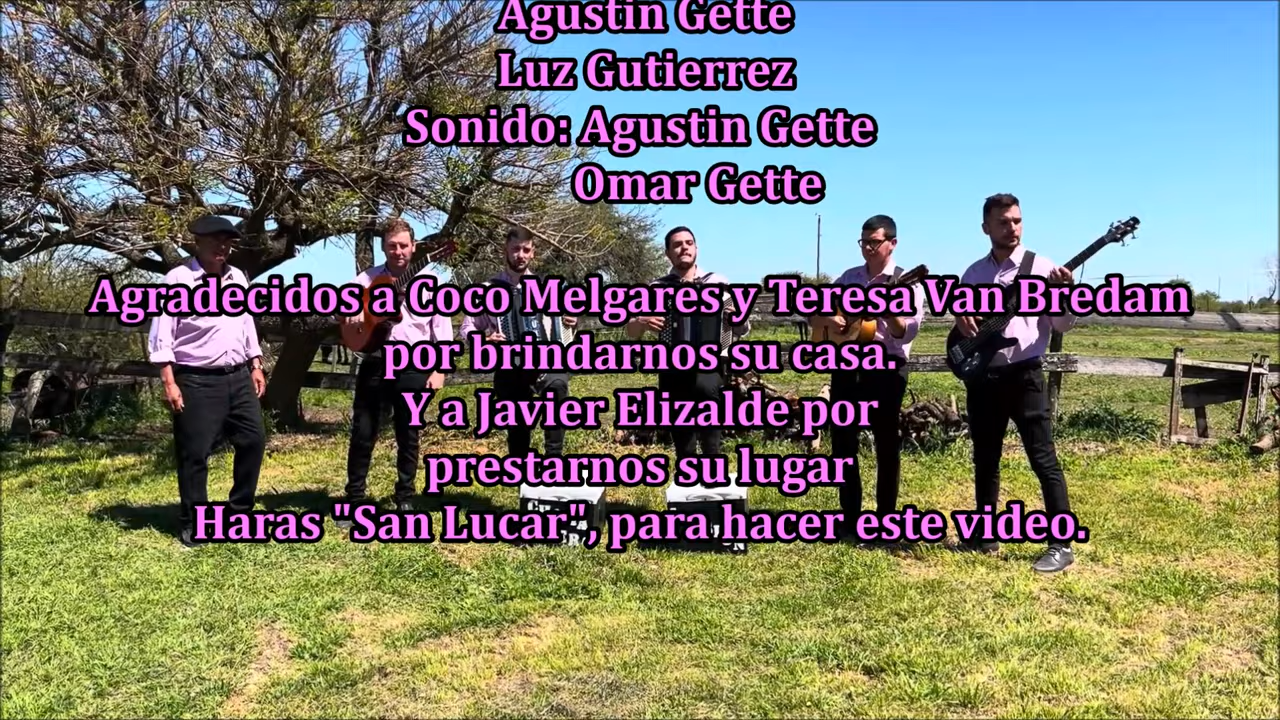 Agustin Gette
Luz Gutierrez
Sonido: Agustin Gette
Omar Gette
Agradecidos a Coco Melgares y Teresa Van Bredam
por brindarnos su casa.
Y a Javier Elizalde por
prestarnos su lugar
Haras "San Lucar", para hacer este video.